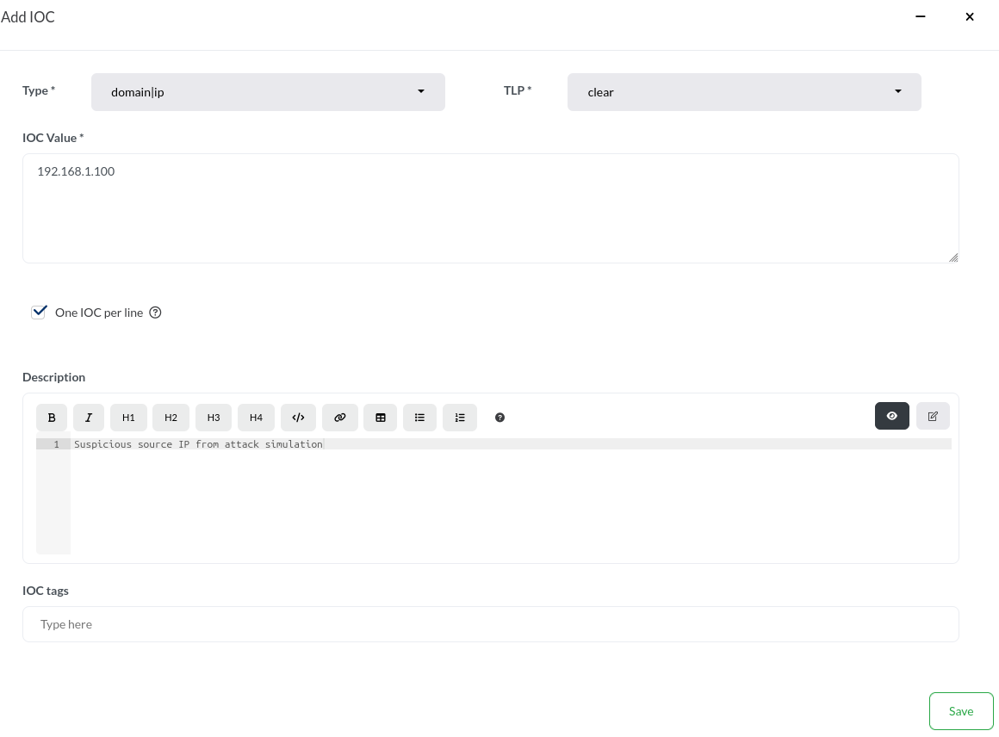 Add IOC
Type * domain|ip TLP * clear
IOC Value *
192.168.1.100
One IOC per line
Description
B I H1 H2 H3 H4
1 Suspicious source IP from attack simulation
IOC tags
Type here
Save